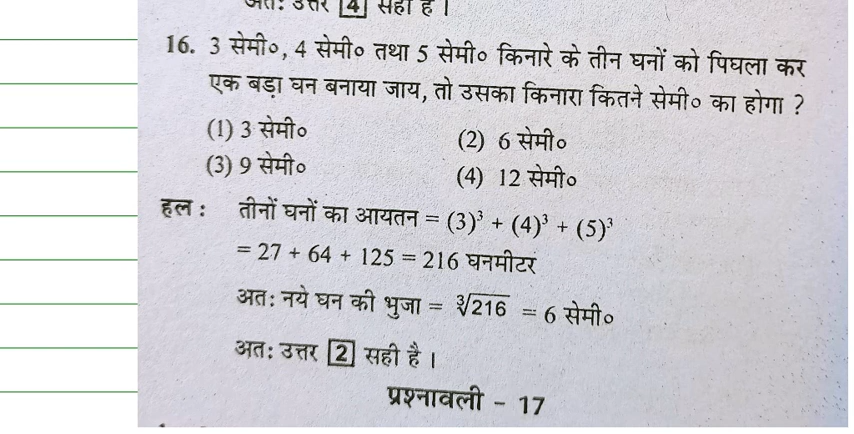 अतः उत्तर 4 सही है ।
16. 3 सेमी०, 4 सेमी० तथा 5 सेमी० किनारे के तीन घनों को पिघला कर
एक बड़ा घन बनाया जाय, तो उसका किनारा कितने सेमी० का होगा ?
(1) 3 सेमी० (2) 6 सेमी०
(3) 9 सेमी० (4) 12 सेमी०
हल : तीनों घनों का आयतन = (3)³ + (4)³ + (5)³
= 27 + 64 + 125 = 216 घनमीटर
अतः नये घन की भुजा = ∛216 = 6 सेमी०
अतः उत्तर 2 सही है ।
प्रश्नावली - 17